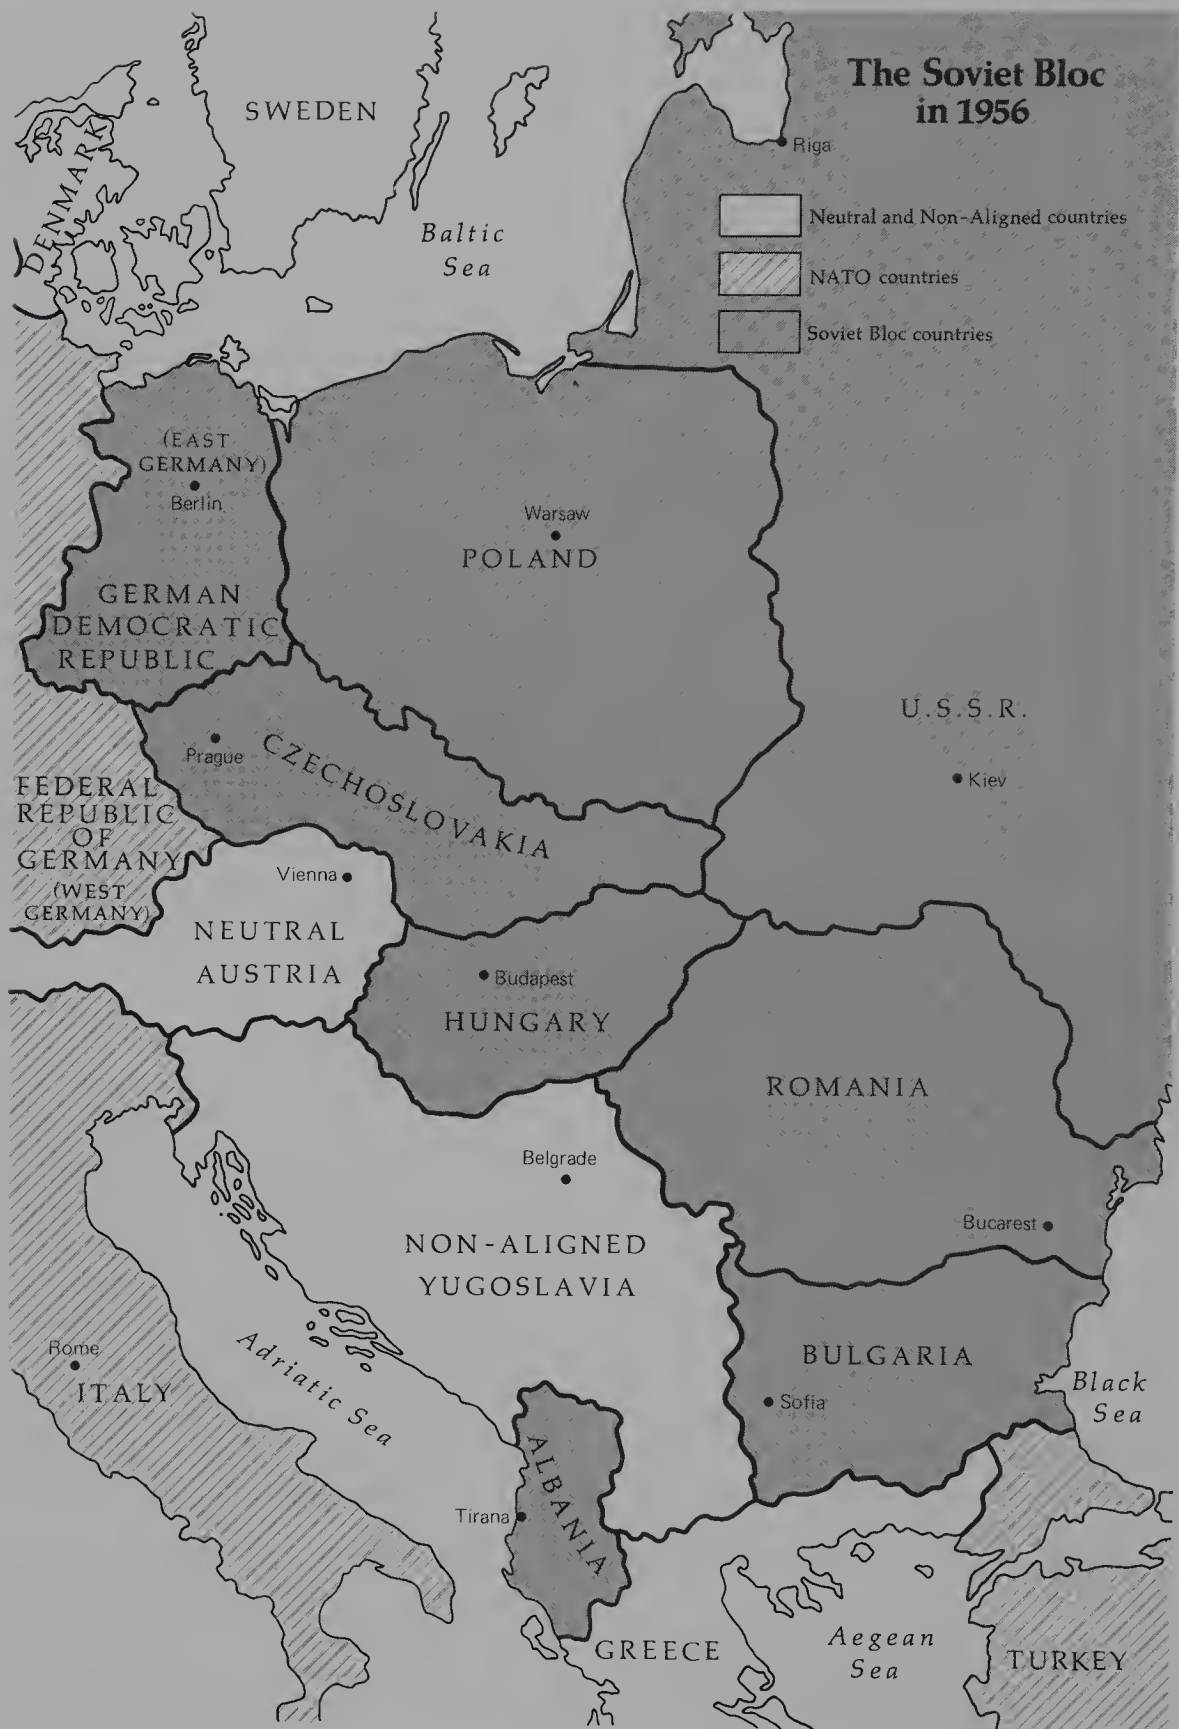 The Soviet Bloc
in 1956
Neutral and Non-Aligned countries
NATO countries
Soviet Bloc countries
SWEDEN
DENMARK
Baltic
Sea
Riga
(EAST
GERMANY)
Berlin
GERMAN
DEMOCRATIC
REPUBLIC
Warsaw
POLAND
U.S.S.R.
Kiev
Prague
CZECHOSLOVAKIA
FEDERAL
REPUBLIC
OF
GERMANY
(WEST
GERMANY)
Vienna
NEUTRAL
AUSTRIA
Budapest
HUNGARY
ROMANIA
Bucarest
Belgrade
NON-ALIGNED
YUGOSLAVIA
Adriatic Sea
Rome
ITALY
BULGARIA
Sofia
Black
Sea
ALBANIA
Tirana
GREECE
Aegean
Sea
TURKEY